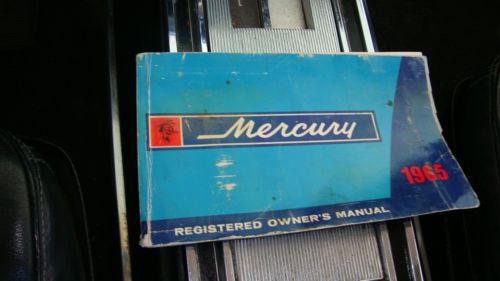 Mercury
1965
REGISTERED OWNER'S MANUAL